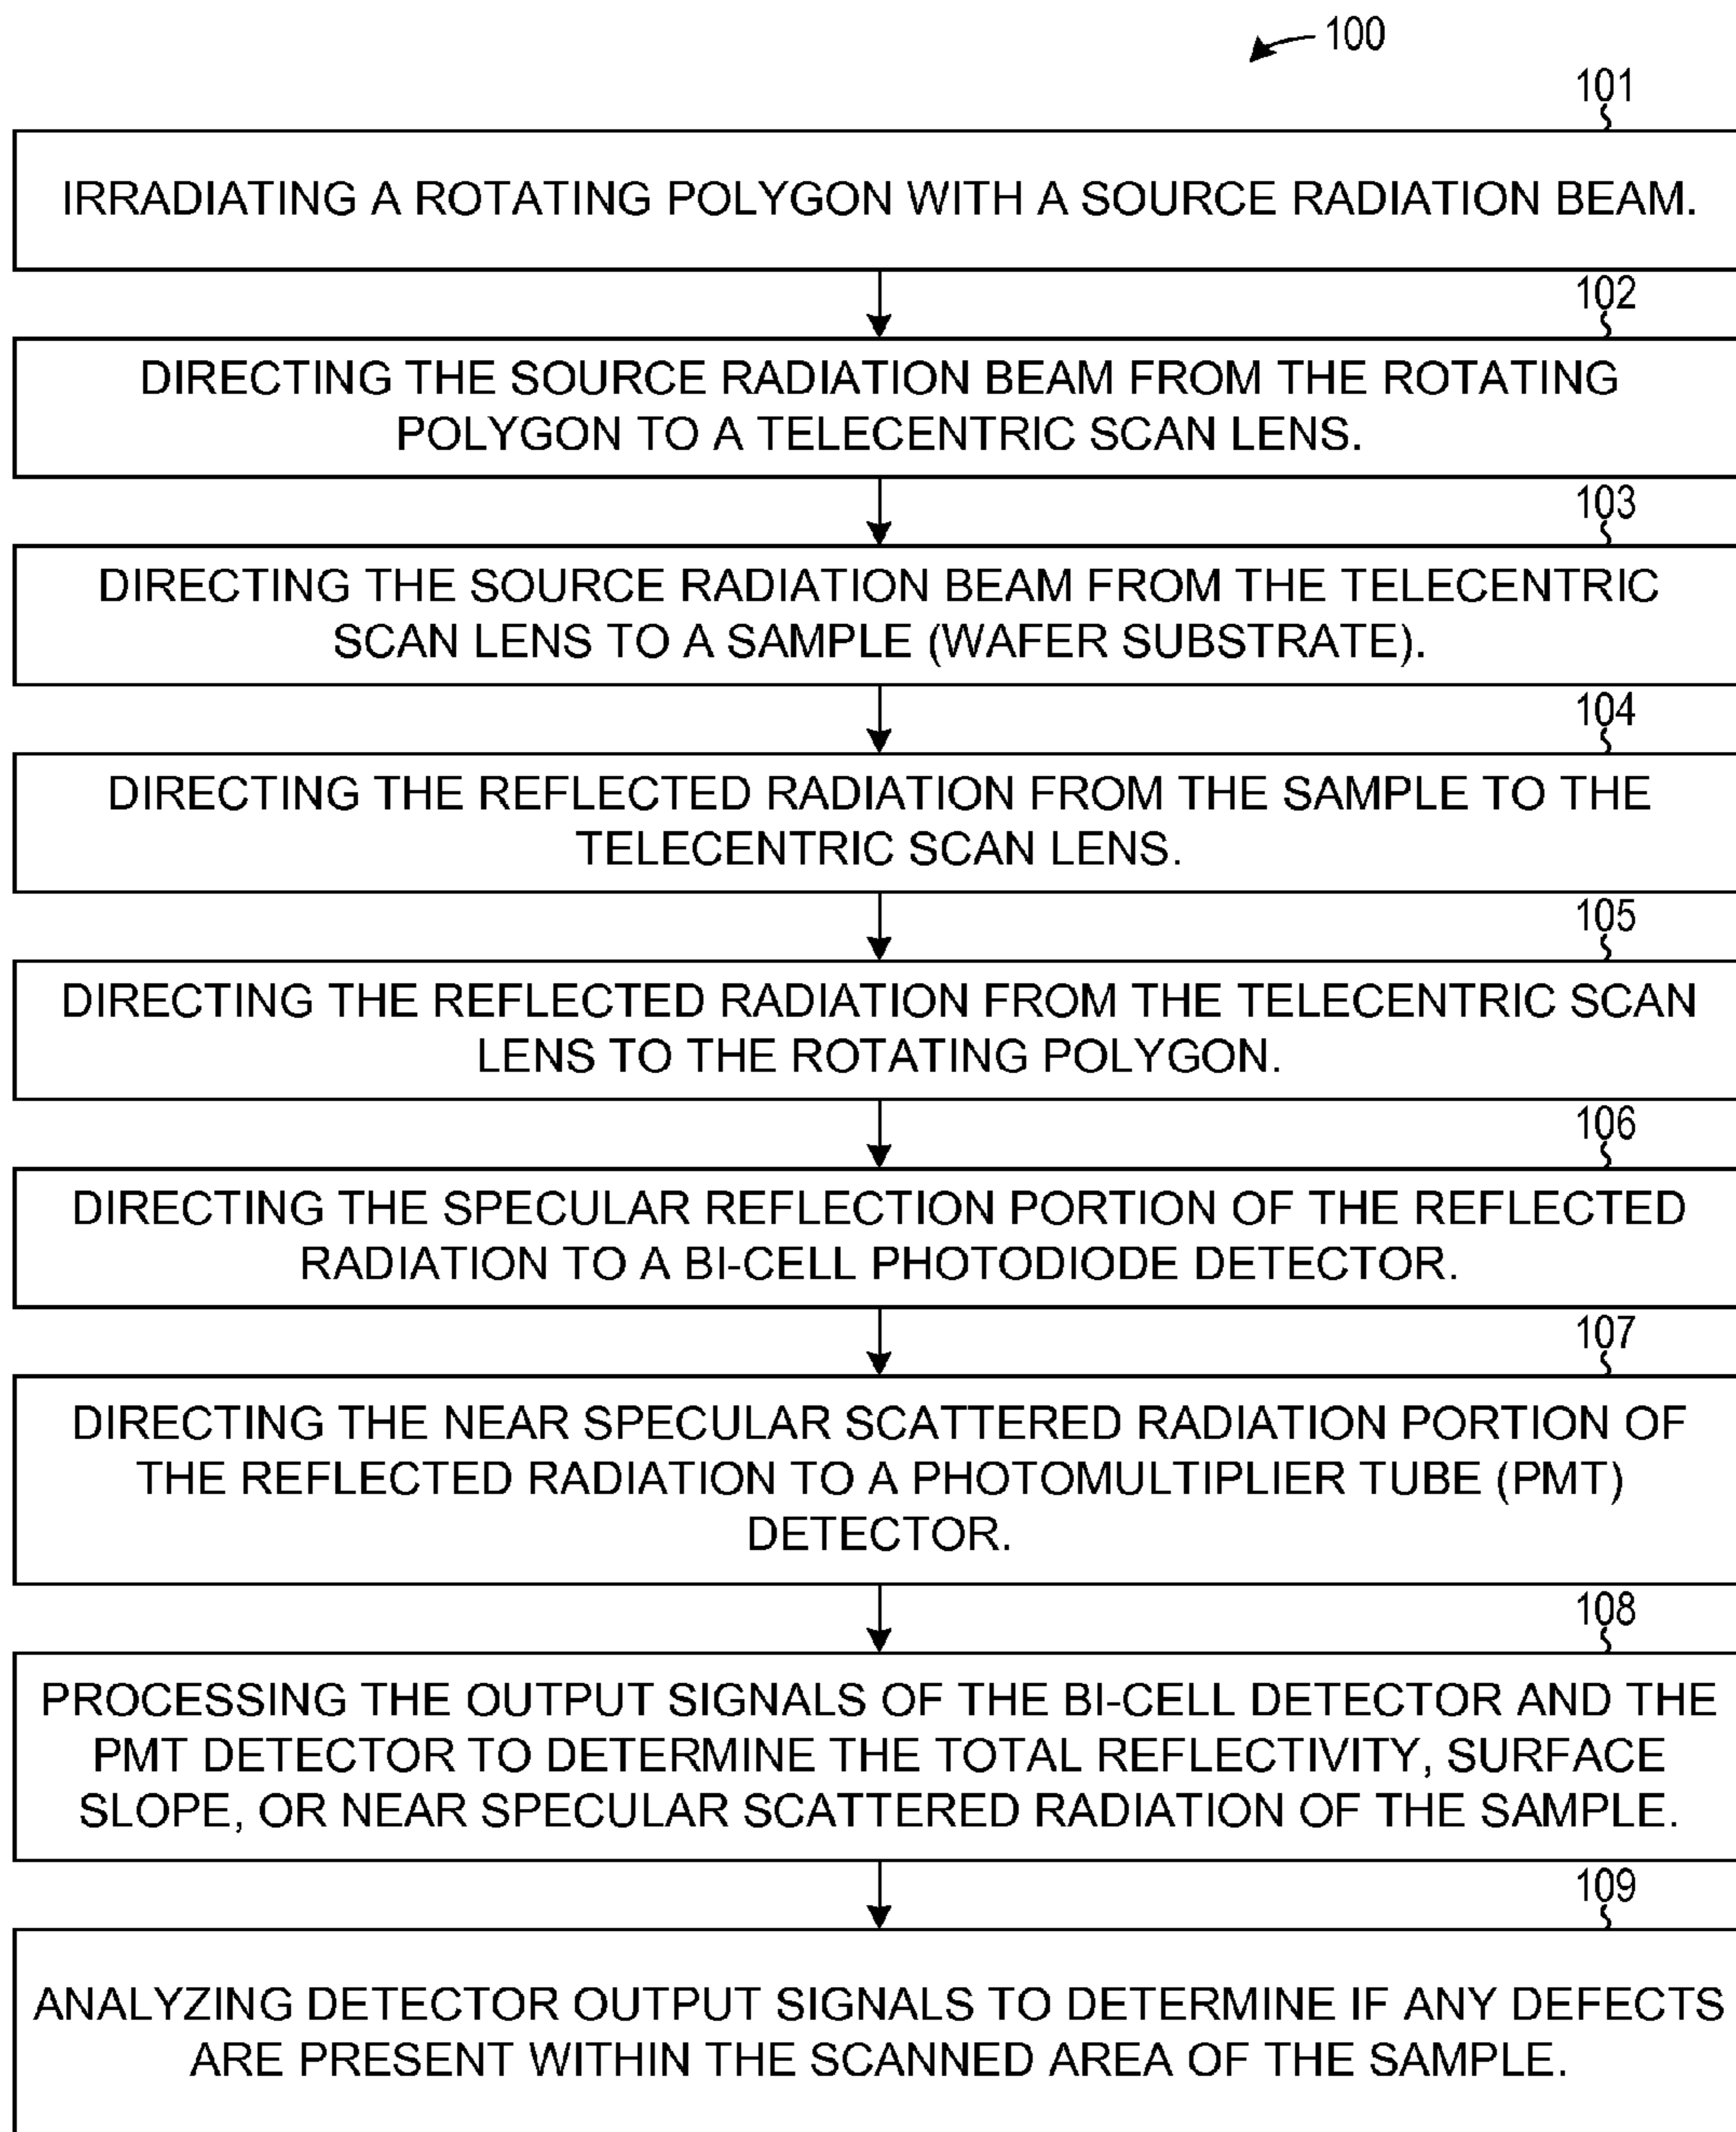 100
101
IRRADIATING A ROTATING POLYGON WITH A SOURCE RADIATION BEAM.
102
DIRECTING THE SOURCE RADIATION BEAM FROM THE ROTATING
POLYGON TO A TELECENTRIC SCAN LENS.
103
DIRECTING THE SOURCE RADIATION BEAM FROM THE TELECENTRIC
SCAN LENS TO A SAMPLE (WAFER SUBSTRATE).
104
DIRECTING THE REFLECTED RADIATION FROM THE SAMPLE TO THE
TELECENTRIC SCAN LENS.
105
DIRECTING THE REFLECTED RADIATION FROM THE TELECENTRIC SCAN
LENS TO THE ROTATING POLYGON.
106
DIRECTING THE SPECULAR REFLECTION PORTION OF THE REFLECTED
RADIATION TO A BI-CELL PHOTODIODE DETECTOR.
107
DIRECTING THE NEAR SPECULAR SCATTERED RADIATION PORTION OF
THE REFLECTED RADIATION TO A PHOTOMULTIPLIER TUBE (PMT)
DETECTOR.
108
PROCESSING THE OUTPUT SIGNALS OF THE BI-CELL DETECTOR AND THE
PMT DETECTOR TO DETERMINE THE TOTAL REFLECTIVITY, SURFACE
SLOPE, OR NEAR SPECULAR SCATTERED RADIATION OF THE SAMPLE.
109
ANALYZING DETECTOR OUTPUT SIGNALS TO DETERMINE IF ANY DEFECTS
ARE PRESENT WITHIN THE SCANNED AREA OF THE SAMPLE.